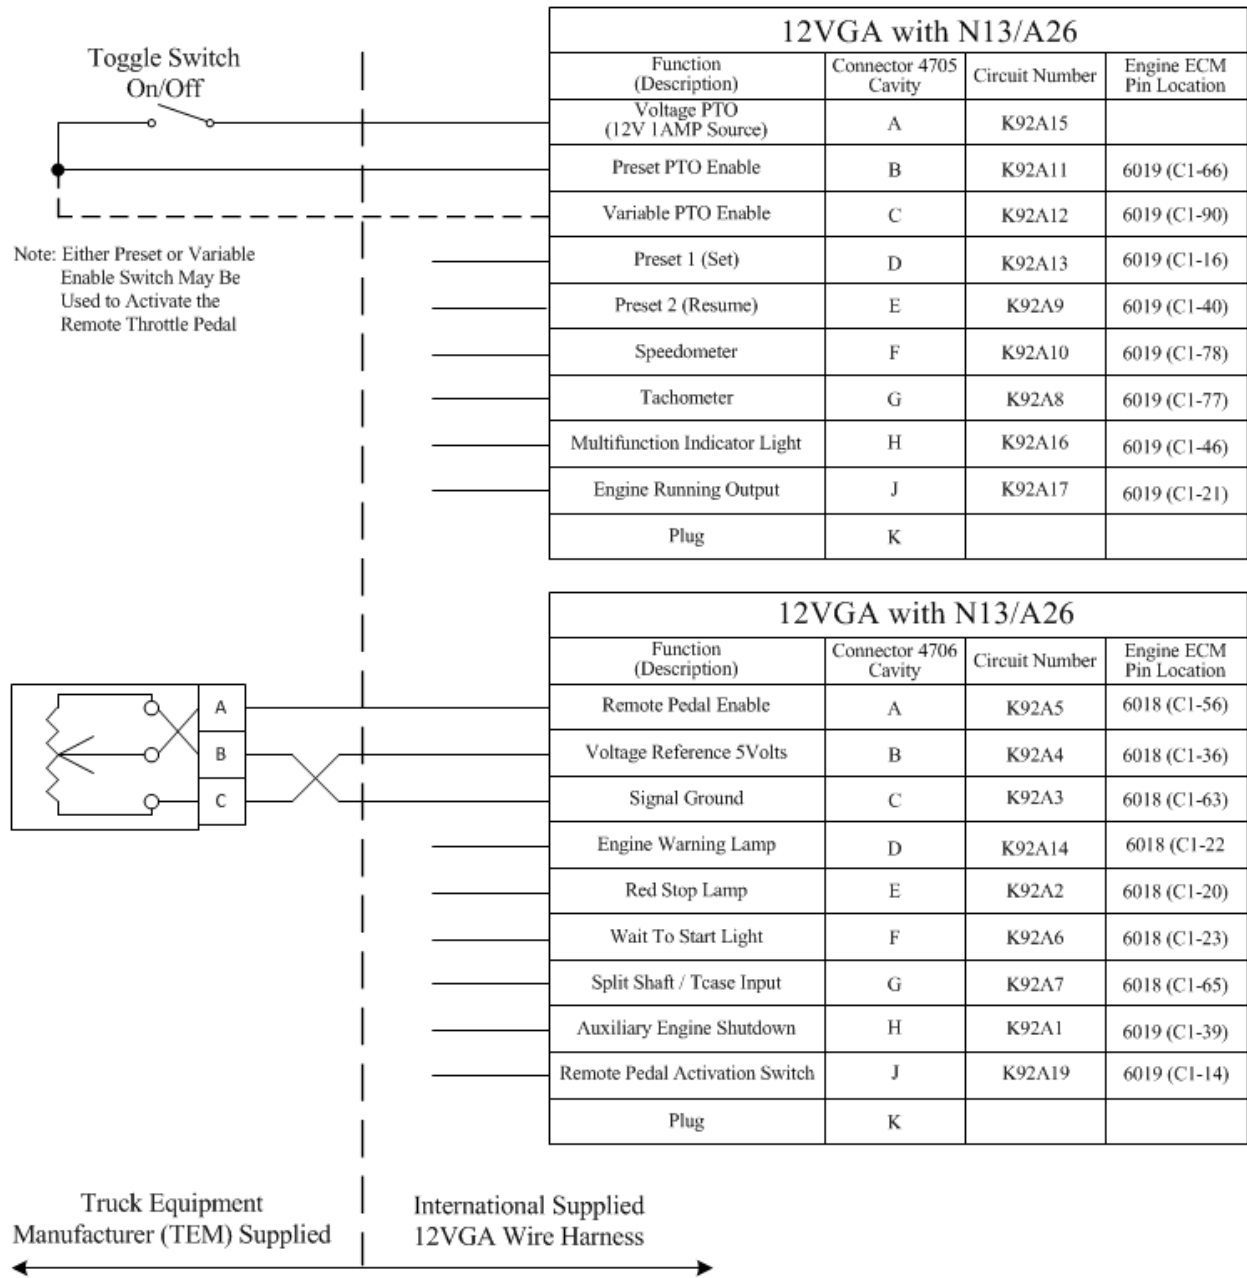 12VGA with N13/A26
Toggle Switch
On/Off
Function
(Description)
Connector 4705
Cavity
Circuit Number
Engine ECM
Pin Location
Voltage PTO
(12V 1AMP Source)
A
K92A15
Preset PTO Enable
B
K92A11
6019 (C1-66)
Variable PTO Enable
C
K92A12
6019 (C1-90)
Note: Either Preset or Variable
Enable Switch May Be
Used to Activate the
Remote Throttle Pedal
Preset 1 (Set)
D
K92A13
6019 (C1-16)
Preset 2 (Resume)
E
K92A9
6019 (C1-40)
Speedometer
F
K92A10
6019 (C1-78)
Tachometer
G
K92A8
6019 (C1-77)
Multifunction Indicator Light
H
K92A16
6019 (C1-46)
Engine Running Output
J
K92A17
6019 (C1-21)
Plug
K
12VGA with N13/A26
Function
(Description)
Connector 4706
Cavity
Circuit Number
Engine ECM
Pin Location
A
B
C
Remote Pedal Enable
A
K92A5
6018 (C1-56)
Voltage Reference 5Volts
B
K92A4
6018 (C1-36)
Signal Ground
C
K92A3
6018 (C1-63)
Engine Warning Lamp
D
K92A14
6018 (C1-22
Red Stop Lamp
E
K92A2
6018 (C1-20)
Wait To Start Light
F
K92A6
6018 (C1-23)
Split Shaft / Tcase Input
G
K92A7
6018 (C1-65)
Auxiliary Engine Shutdown
H
K92A1
6019 (C1-39)
Remote Pedal Activation Switch
J
K92A19
6019 (C1-14)
Plug
K
Truck Equipment
Manufacturer (TEM) Supplied
International Supplied
12VGA Wire Harness